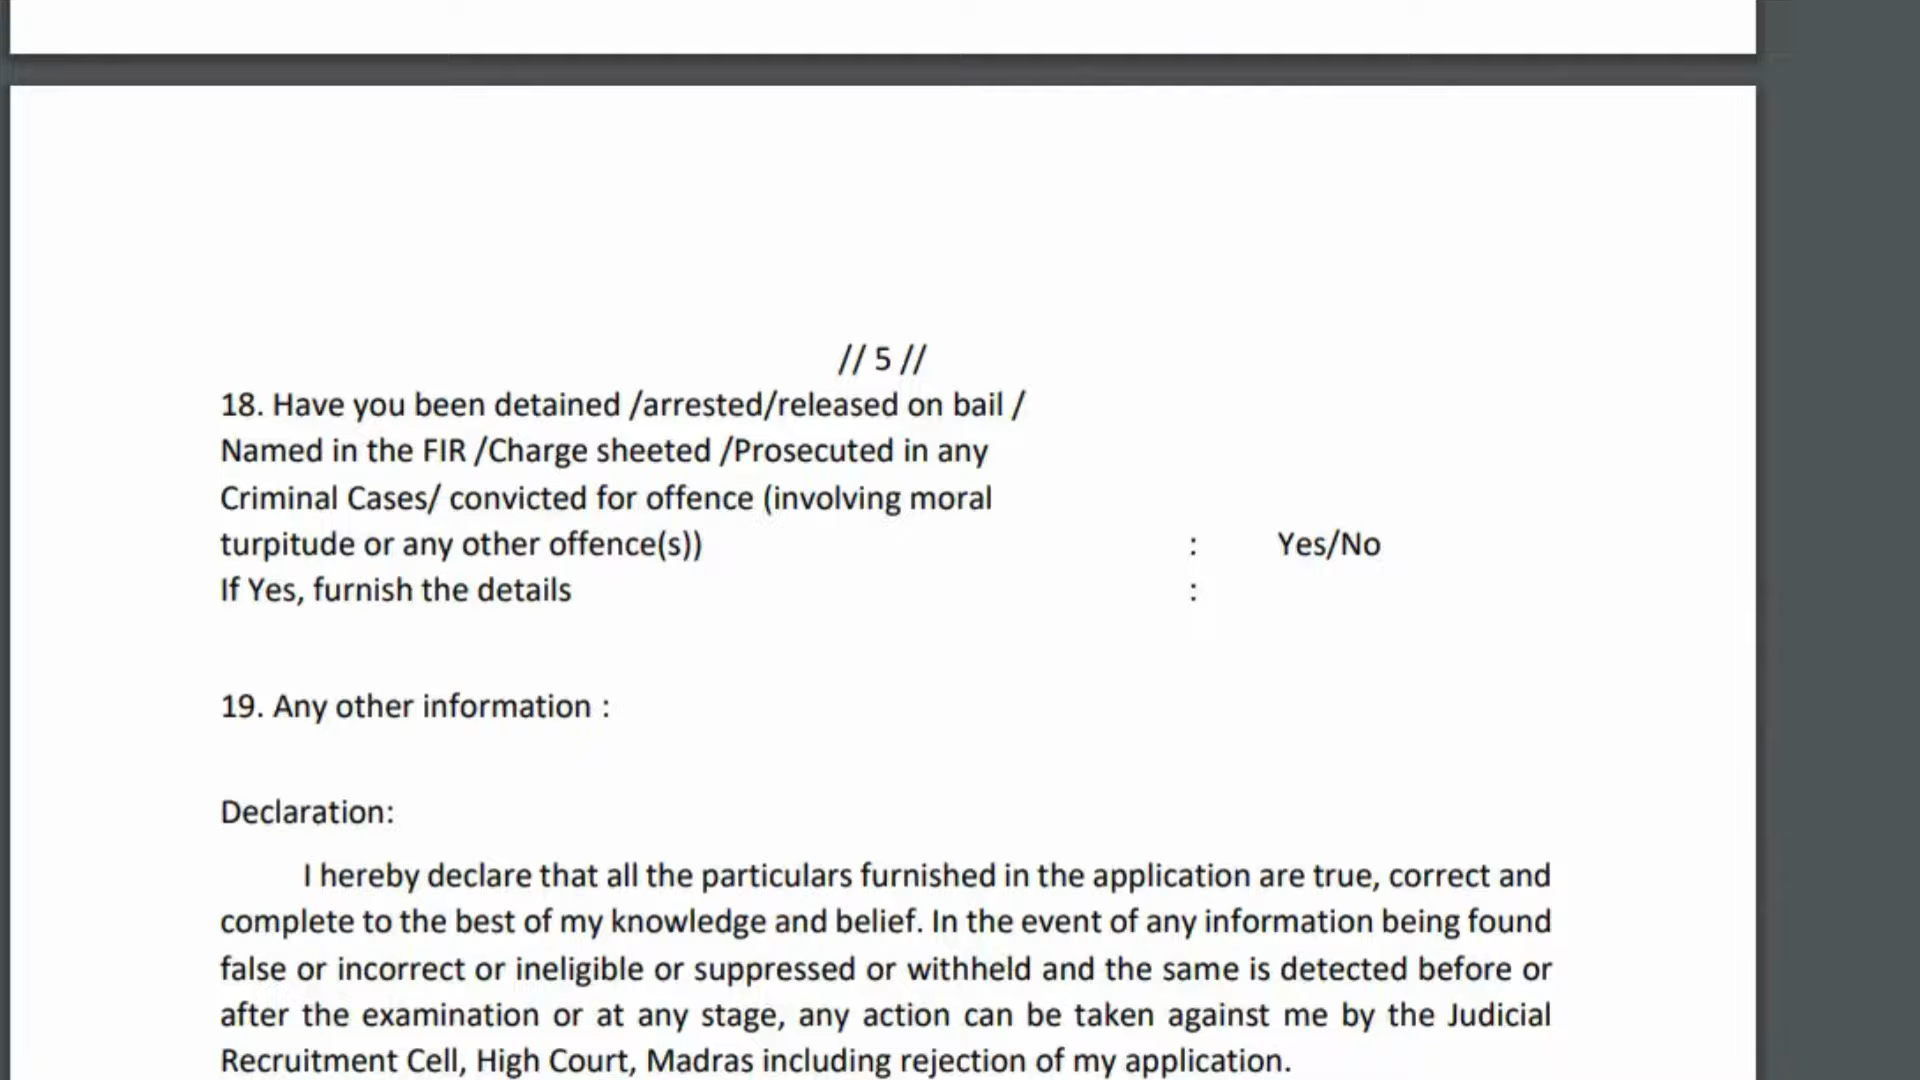 // 5 //
18. Have you been detained /arrested/released on bail /
Named in the FIR /Charge sheeted /Prosecuted in any
Criminal Cases/ convicted for offence (involving moral
turpitude or any other offence(s)) : Yes/No
If Yes, furnish the details :
19. Any other information :
Declaration:
I hereby declare that all the particulars furnished in the application are true, correct and
complete to the best of my knowledge and belief. In the event of any information being found
false or incorrect or ineligible or suppressed or withheld and the same is detected before or
after the examination or at any stage, any action can be taken against me by the Judicial
Recruitment Cell, High Court, Madras including rejection of my application.